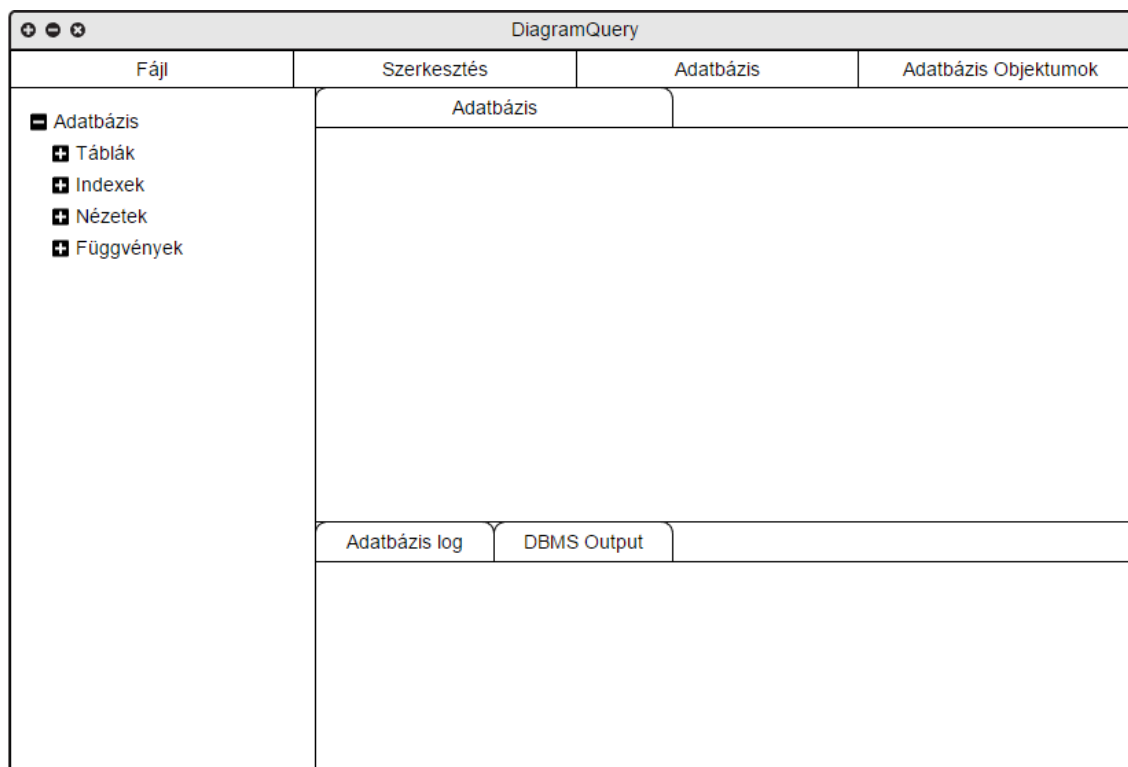 DiagramQuery
Fájl
Szerkesztés
Adatbázis
Adatbázis Objektumok
Adatbázis
Táblák
Indexek
Nézetek
Függvények
Adatbázis
Adatbázis log
DBMS Output